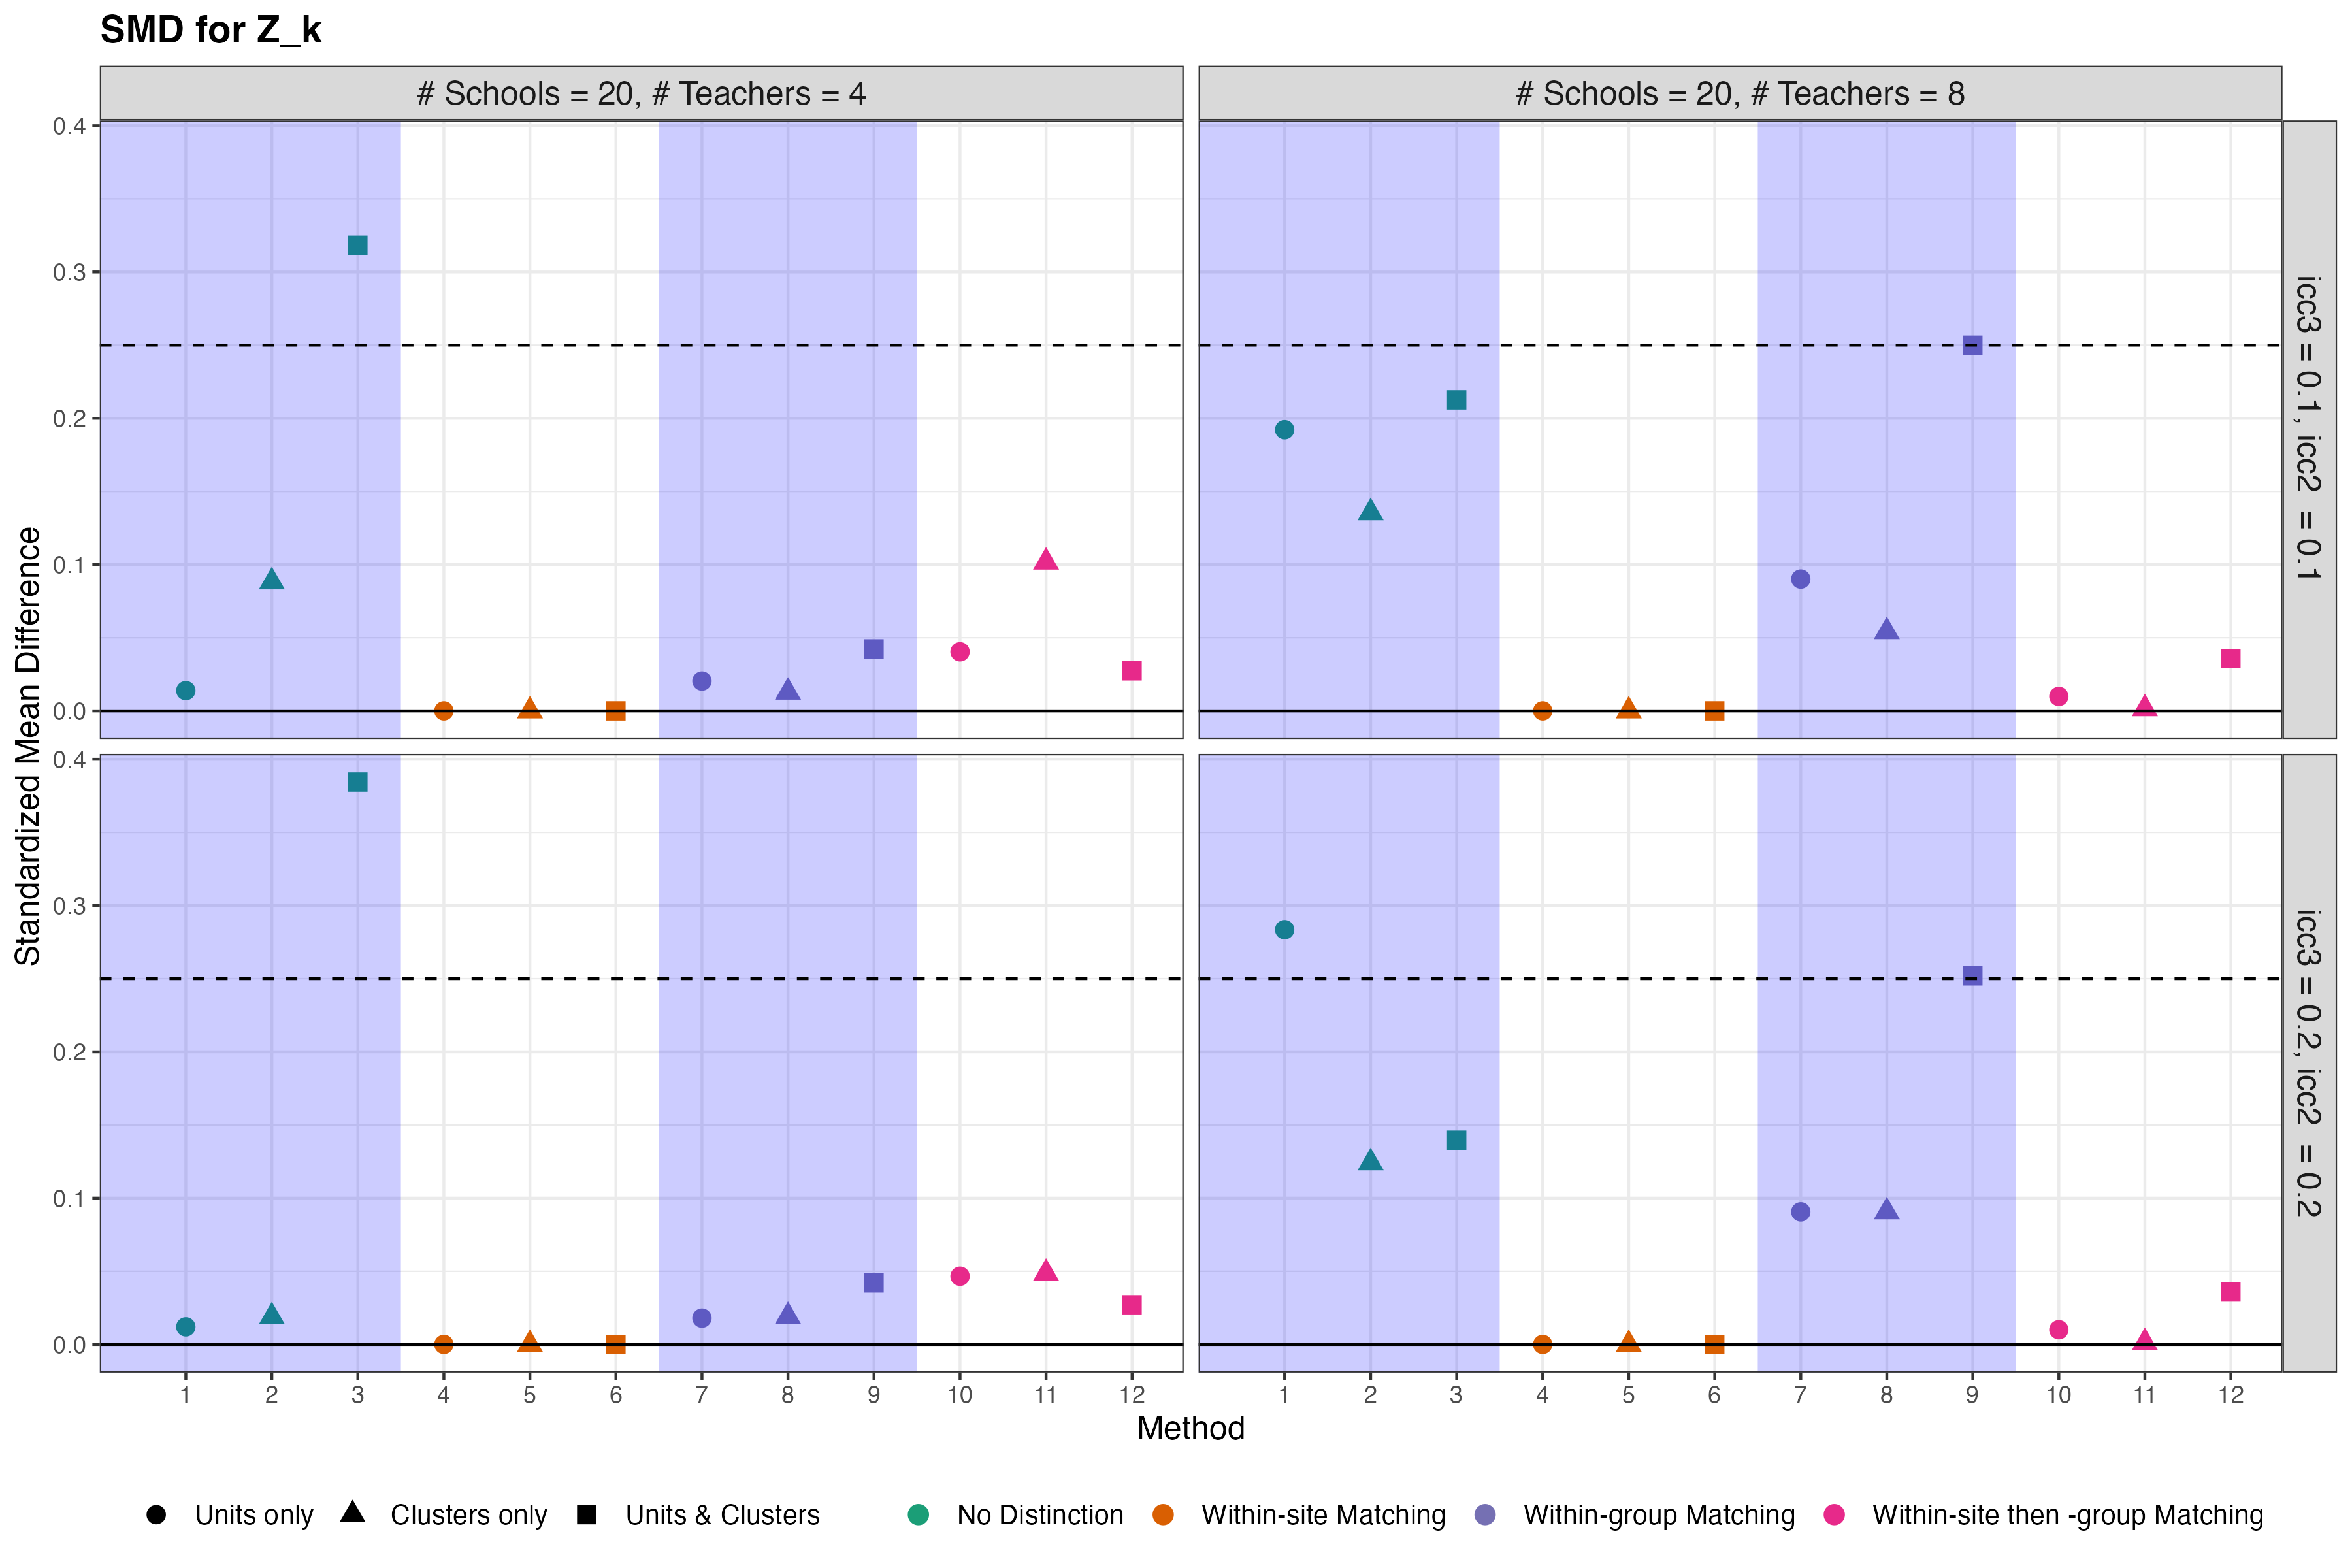 SMD for Z_k
# Schools = 20, # Teachers = 4
# Schools = 20, # Teachers = 8
0.4
0.3
0.2
0.1
0.0
icc3 = 0.1, icc2 = 0.1
Standardized Mean Difference
0.4
0.3
0.2
0.1
0.0
icc3 = 0.2, icc2 = 0.2
1 2 3 4 5 6 7 8 9 10 11 12
1 2 3 4 5 6 7 8 9 10 11 12
Method
Units only Clusters only Units & Clusters No Distinction Within-site Matching Within-group Matching Within-site then -group Matching